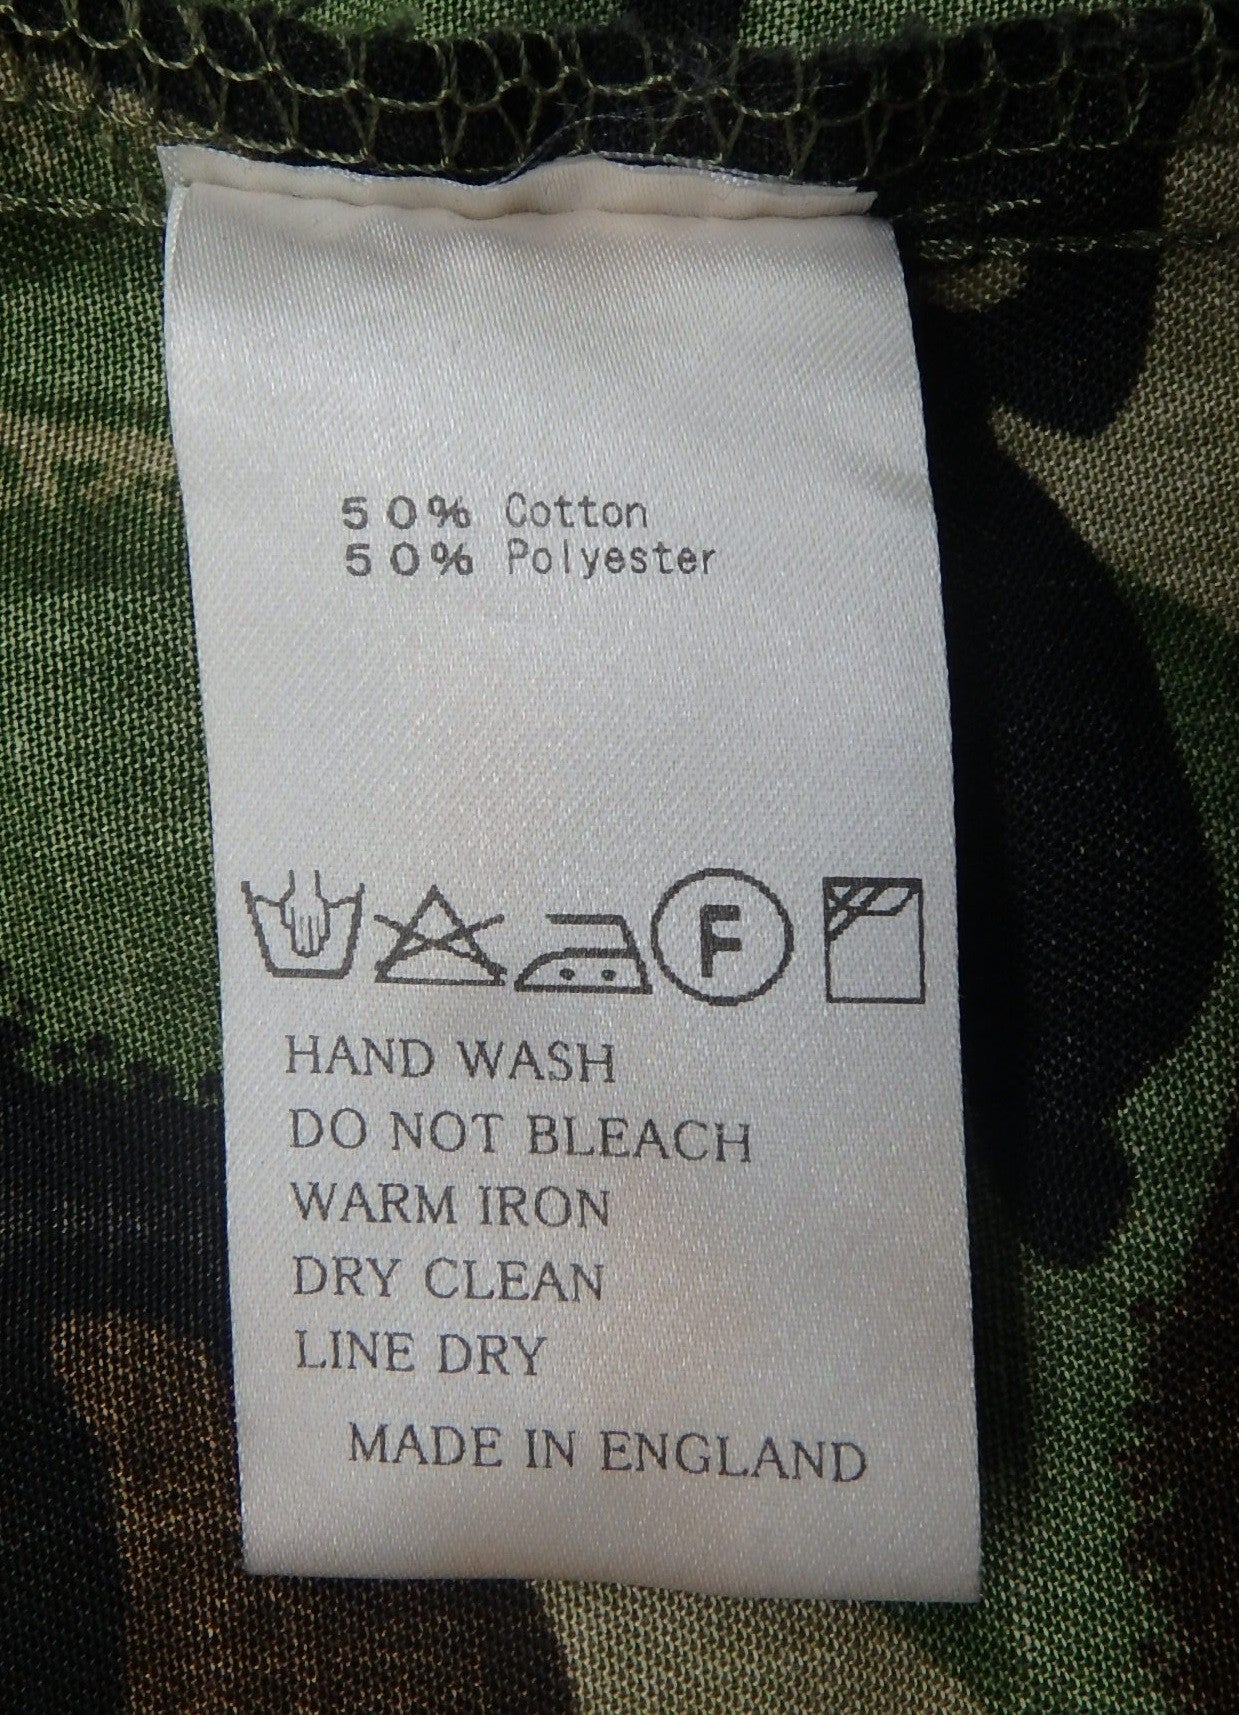 50% Cotton
50% Polyester
F
HAND WASH
DO NOT BLEACH
WARM IRON
DRY CLEAN
LINE DRY
MADE IN ENGLAND